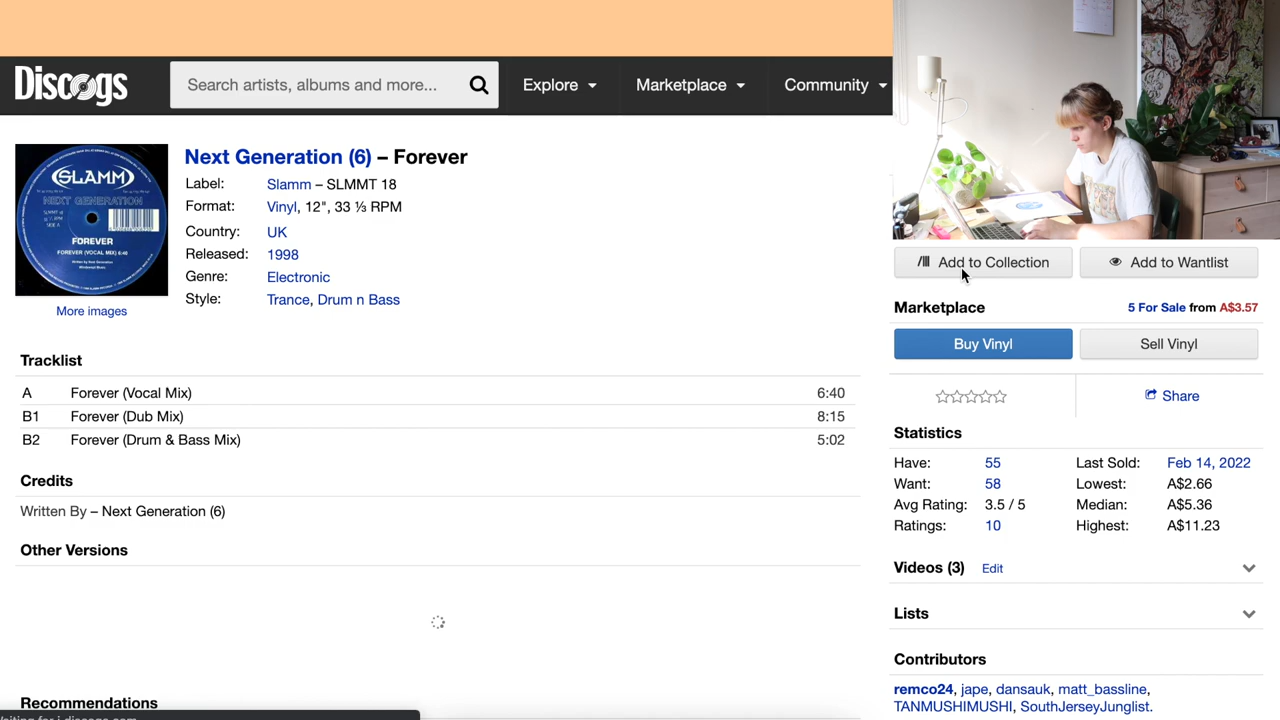 Discogs
Search artists, albums and more...
Explore
Marketplace
Community
SLAMM
NEXT GENERATION
FOREVER
FOREVER (VOCAL MIX) 6:40
More images
Next Generation (6) – Forever
Label: Slamm – SLMMT 18
Format: Vinyl, 12", 33 ⅓ RPM
Country: UK
Released: 1998
Genre: Electronic
Style: Trance, Drum n Bass
Tracklist
A Forever (Vocal Mix) 6:40
B1 Forever (Dub Mix) 8:15
B2 Forever (Drum & Bass Mix) 5:02
Credits
Written By – Next Generation (6)
Other Versions
Recommendations
Add to Collection
Add to Wantlist
Marketplace
5 For Sale from A$3.57
Buy Vinyl
Sell Vinyl
Share
Statistics
Have: 55 Last Sold: Feb 14, 2022
Want: 58 Lowest: A$2.66
Avg Rating: 3.5 / 5 Median: A$5.36
Ratings: 10 Highest: A$11.23
Videos (3) Edit
Lists
Contributors
remco24, jape, dansauk, matt_bassline,
TANMUSHIMUSHI, SouthJerseyJunglist.